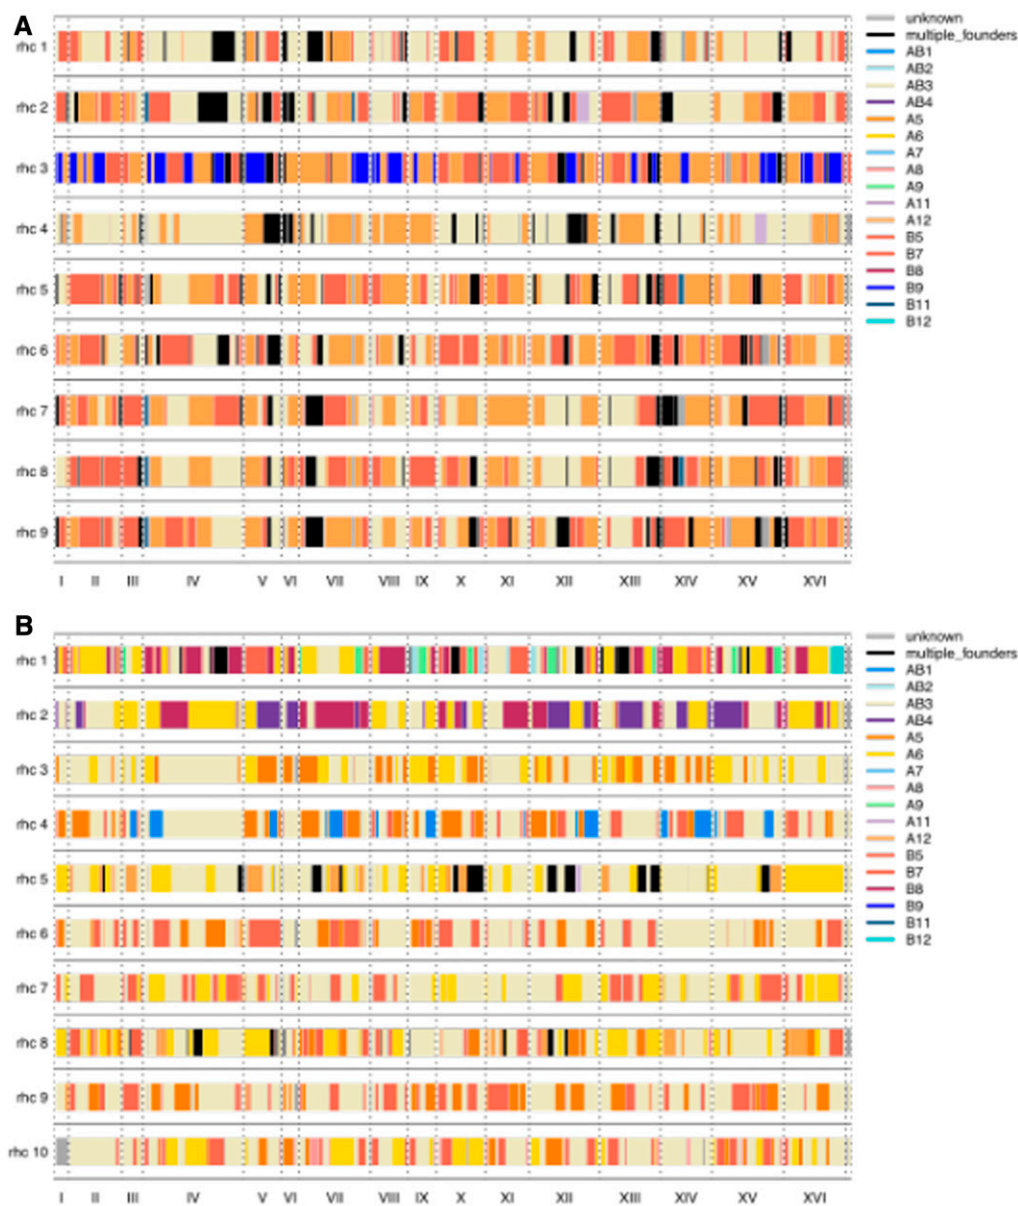 A
rhc 1
rhc 2
rhc 3
rhc 4
rhc 5
rhc 6
rhc 7
rhc 8
rhc 9
I II III IV V VI VII VIII IX X XI XII XIII XIV XV XVI
unknown
multiple_founders
AB1
AB2
AB3
AB4
A5
A6
A7
A8
A9
A11
A12
B5
B7
B8
B9
B11
B12
B
rhc 1
rhc 2
rhc 3
rhc 4
rhc 5
rhc 6
rhc 7
rhc 8
rhc 9
rhc 10
I II III IV V VI VII VIII IX X XI XII XIII XIV XV XVI
unknown
multiple_founders
AB1
AB2
AB3
AB4
A5
A6
A7
A8
A9
A11
A12
B5
B7
B8
B9
B11
B12